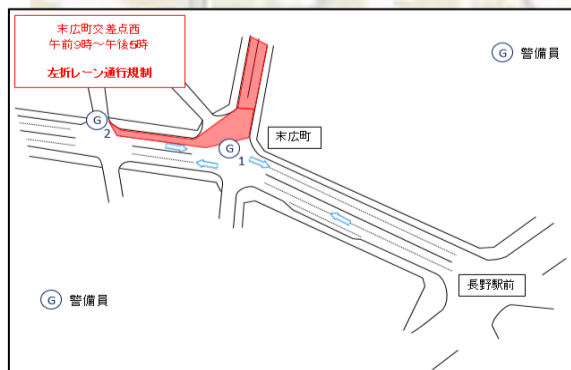 末広町交差点西
午前9時～午後5時
左折レーン通行規制
G 警備員
G 2
末広町
G 1
長野駅前
G 警備員